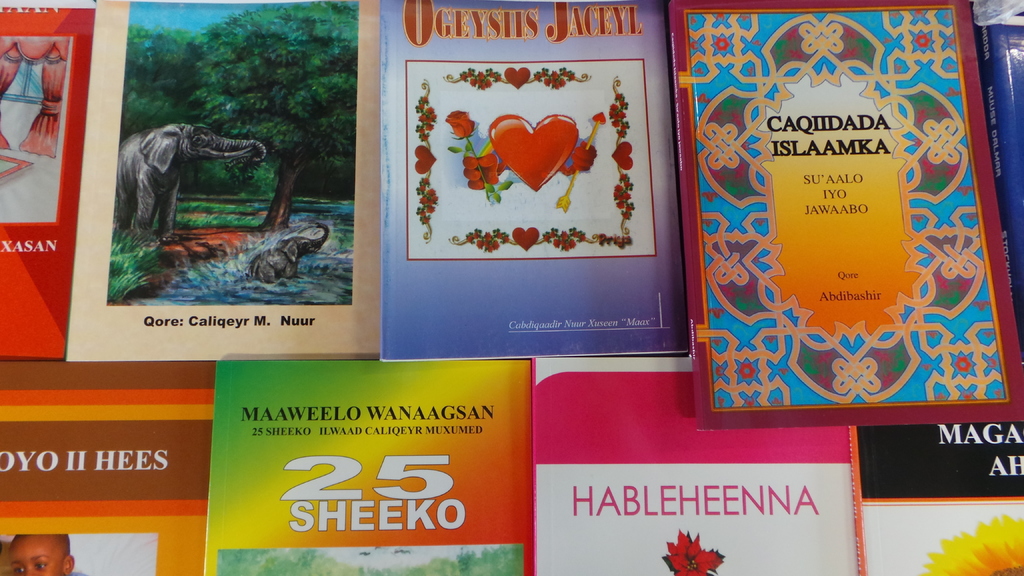 XASAN
Qore: Caliqeyr M. Nuur
OGEYSIIS JACEYL
Cabdiqaadir Nuur Xuseen "Maax"
CAQIIDADA
ISLAAMKA
SU'AALO
IYO
JAWAABO
Qore
Abdibashir
OYO II HEES
MAAWEELO WANAAGSAN
25 SHEEKO ILWAAD CALIQEYR MUXUMED
25
SHEEKO
HABLEHEENNA
MAGA
AH